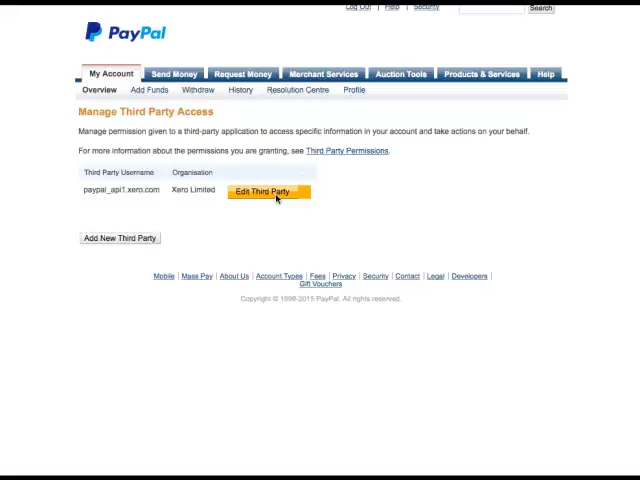 Log Out | Help | Security
Search
PayPal
My Account Send Money Request Money Merchant Services Auction Tools Products & Services Help
Overview Add Funds Withdraw History Resolution Centre Profile
Manage Third Party Access
Manage permission given to a third-party application to access specific information in your account and take actions on your behalf.
For more information about the permissions you are granting, see Third Party Permissions.
Third Party Username Organisation
paypal_api1.xero.com Xero Limited Edit Third Party
Add New Third Party
Mobile | Mass Pay | About Us | Account Types | Fees | Privacy | Security | Contact | Legal | Developers |
Gift Vouchers
Copyright © 1998-2015 PayPal. All rights reserved.